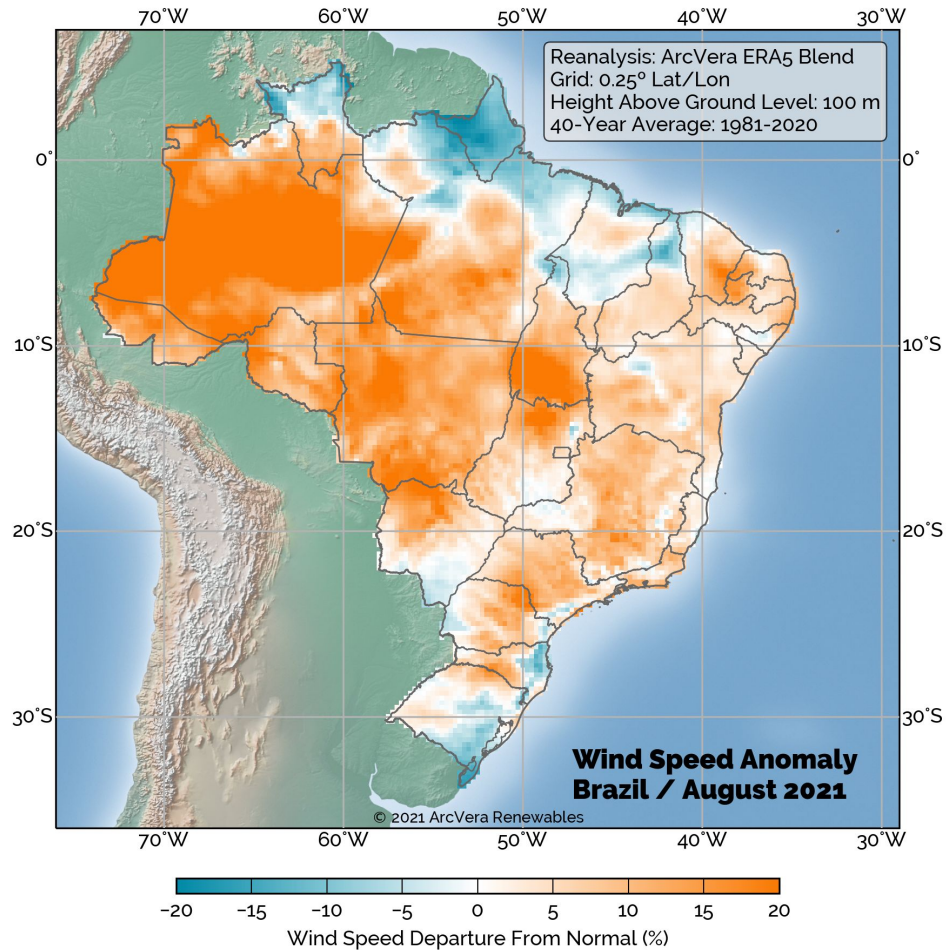 70°W 60°W 50°W 40°W 30°W
Reanalysis: ArcVera ERA5 Blend
Grid: 0.25º Lat/Lon
Height Above Ground Level: 100 m
40-Year Average: 1981-2020
0° 0°
10°S 10°S
20°S 20°S
30°S 30°S
Wind Speed Anomaly
Brazil / August 2021
© 2021 ArcVera Renewables
70°W 60°W 50°W 40°W 30°W
−20 −15 −10 −5 0 5 10 15 20
Wind Speed Departure From Normal (%)